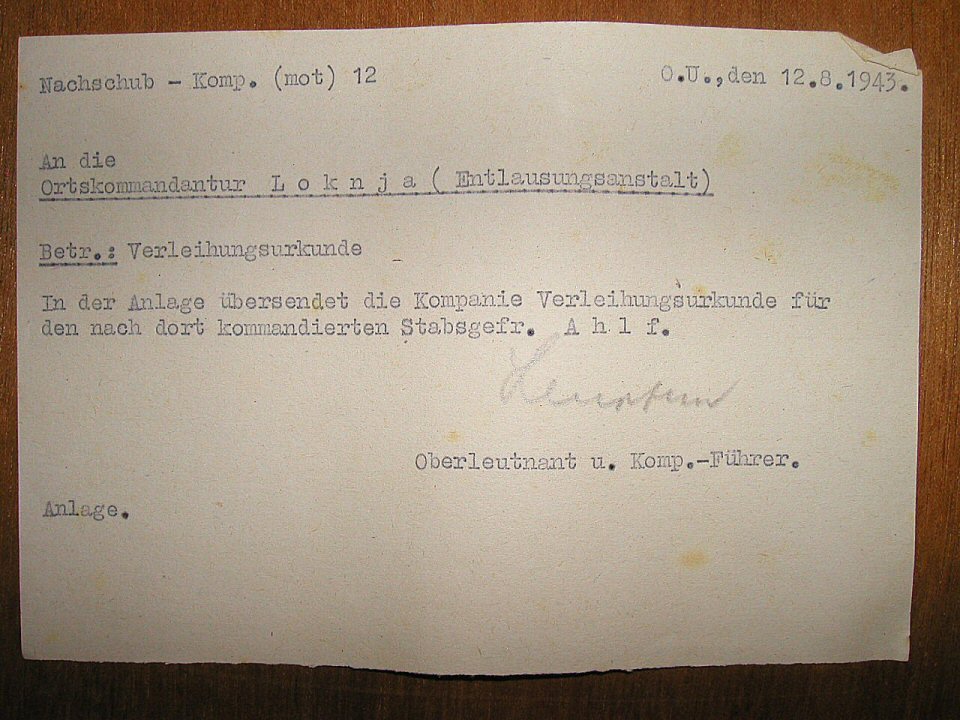 Nachschub - Komp. (mot) 12 O.U.,den 12.8.1943.
An die
Ortskommandantur L o k n j a ( Entlausungsanstalt)
Betr.: Verleihungsurkunde
In der Anlage übersendet die Kompanie Verleihungsurkunde für
den nach dort kommandierten Stabsgefr. A h l f.
Oberleutnant u. Komp.-Führer.
Anlage.